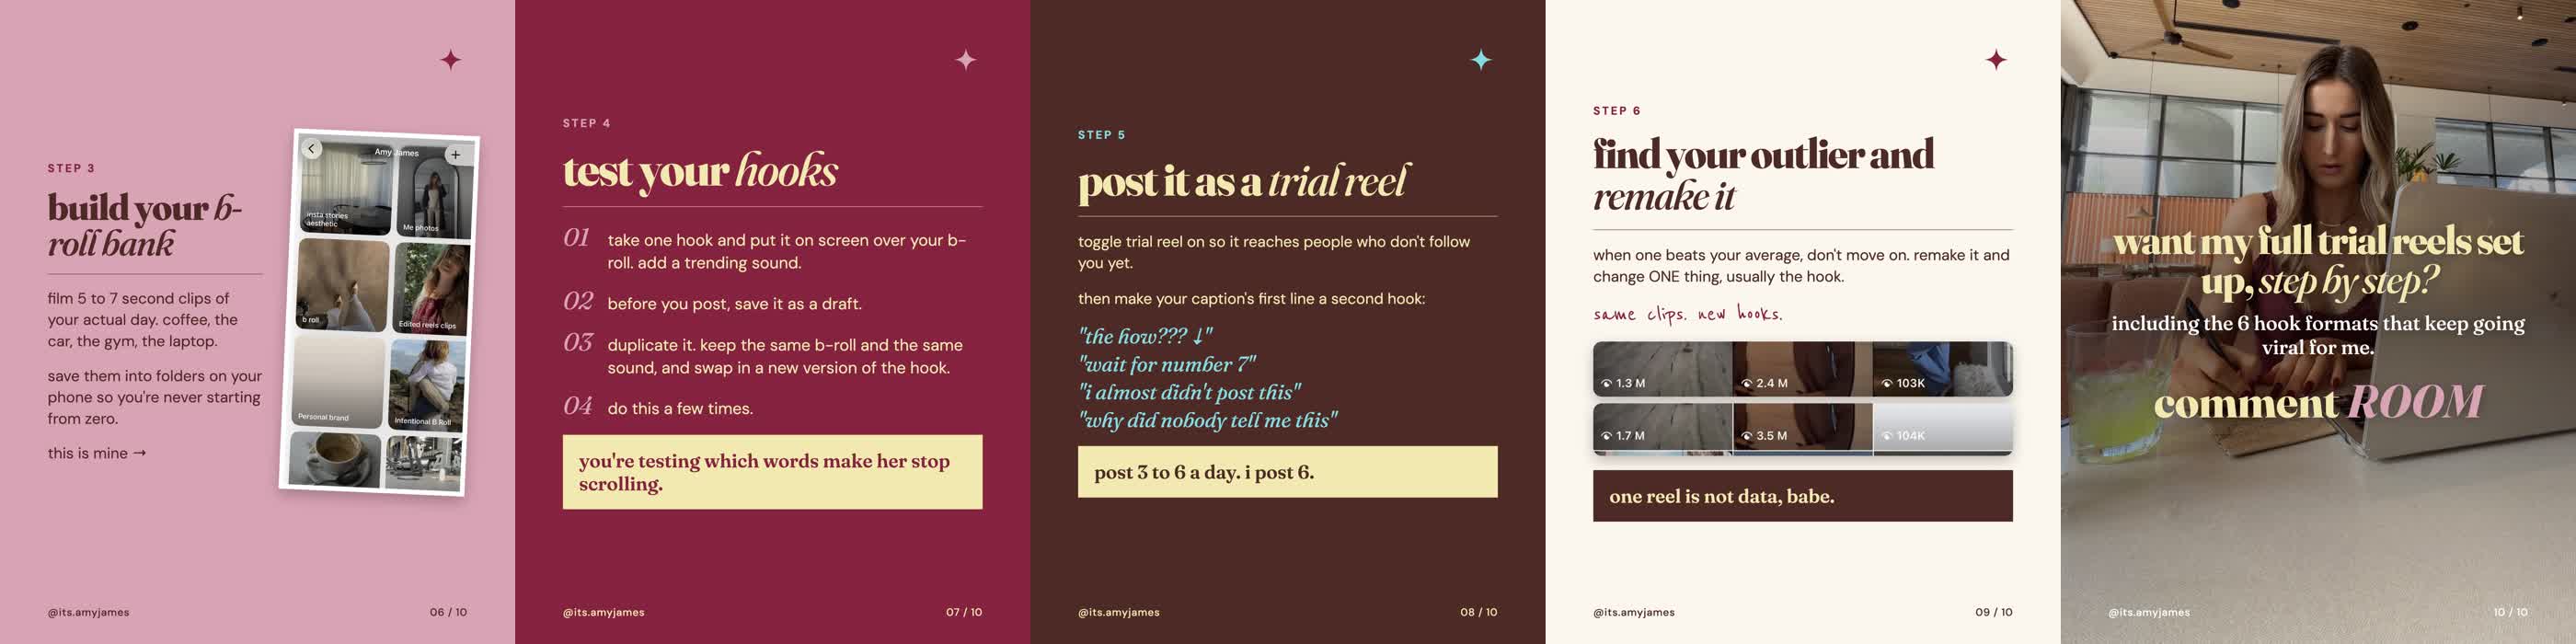 STEP 3
build your b-
roll bank
film 5 to 7 second clips of
your actual day. coffee, the
car, the gym, the laptop.
save them into folders on your
phone so you're never starting
from zero.
this is mine →
Amy James
Insta stories
aesthetic
Me photos
b roll
Edited reels clips
Personal brand
Intentional B Roll
@its.amyjames
06 / 10
STEP 4
test your hooks
01 take one hook and put it on screen over your b-
roll. add a trending sound.
02 before you post, save it as a draft.
03 duplicate it. keep the same b-roll and the same
sound, and swap in a new version of the hook.
04 do this a few times.
you're testing which words make her stop
scrolling.
@its.amyjames
07 / 10
STEP 5
post it as a trial reel
toggle trial reel on so it reaches people who don't follow
you yet.
then make your caption's first line a second hook:
"the how??? ↓"
"wait for number 7"
"i almost didn't post this"
"why did nobody tell me this"
post 3 to 6 a day. i post 6.
@its.amyjames
08 / 10
STEP 6
find your outlier and
remake it
when one beats your average, don't move on. remake it and
change ONE thing, usually the hook.
same clips. new hooks.
1.3 M
2.4 M
103K
1.7 M
3.5 M
104K
one reel is not data, babe.
@its.amyjames
09 / 10
want my full trial reels set
up, step by step?
including the 6 hook formats that keep going
viral for me.
comment ROOM
@its.amyjames
10 / 10